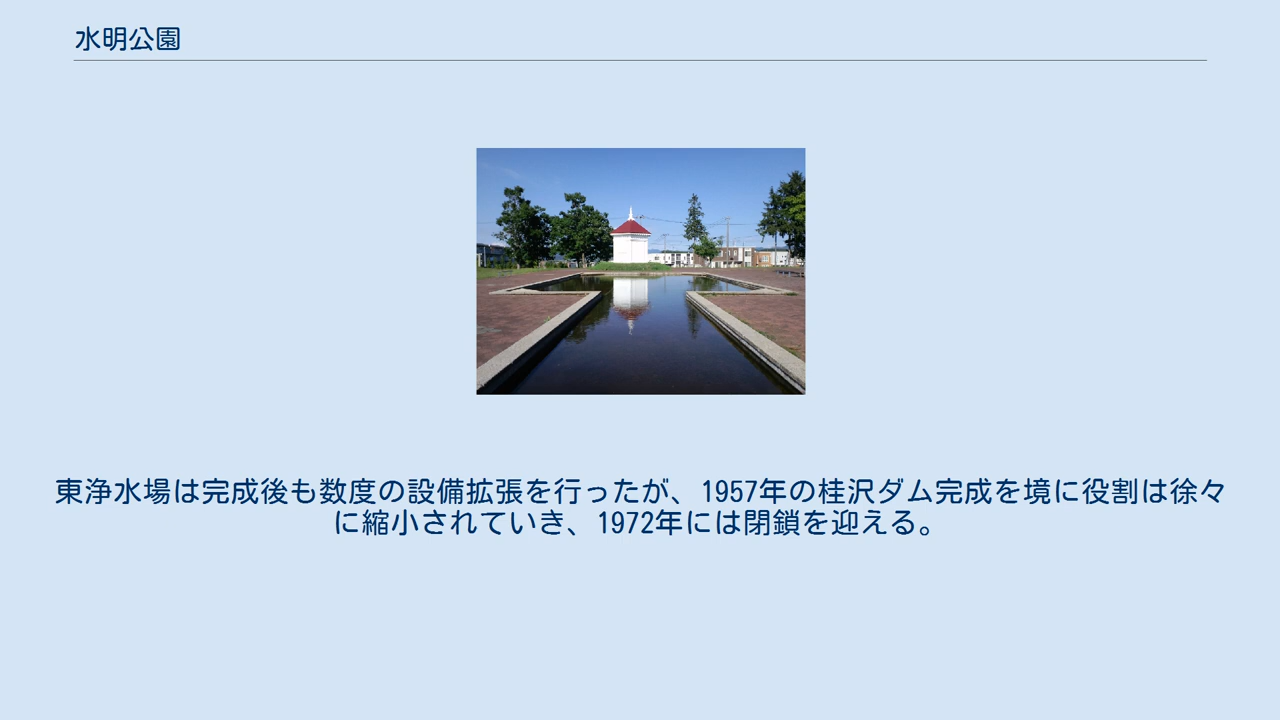 水明公園
東浄水場は完成後も数度の設備拡張を行ったが、1957年の桂沢ダム完成を境に役割は徐々
に縮小されていき、1972年には閉鎖を迎える。